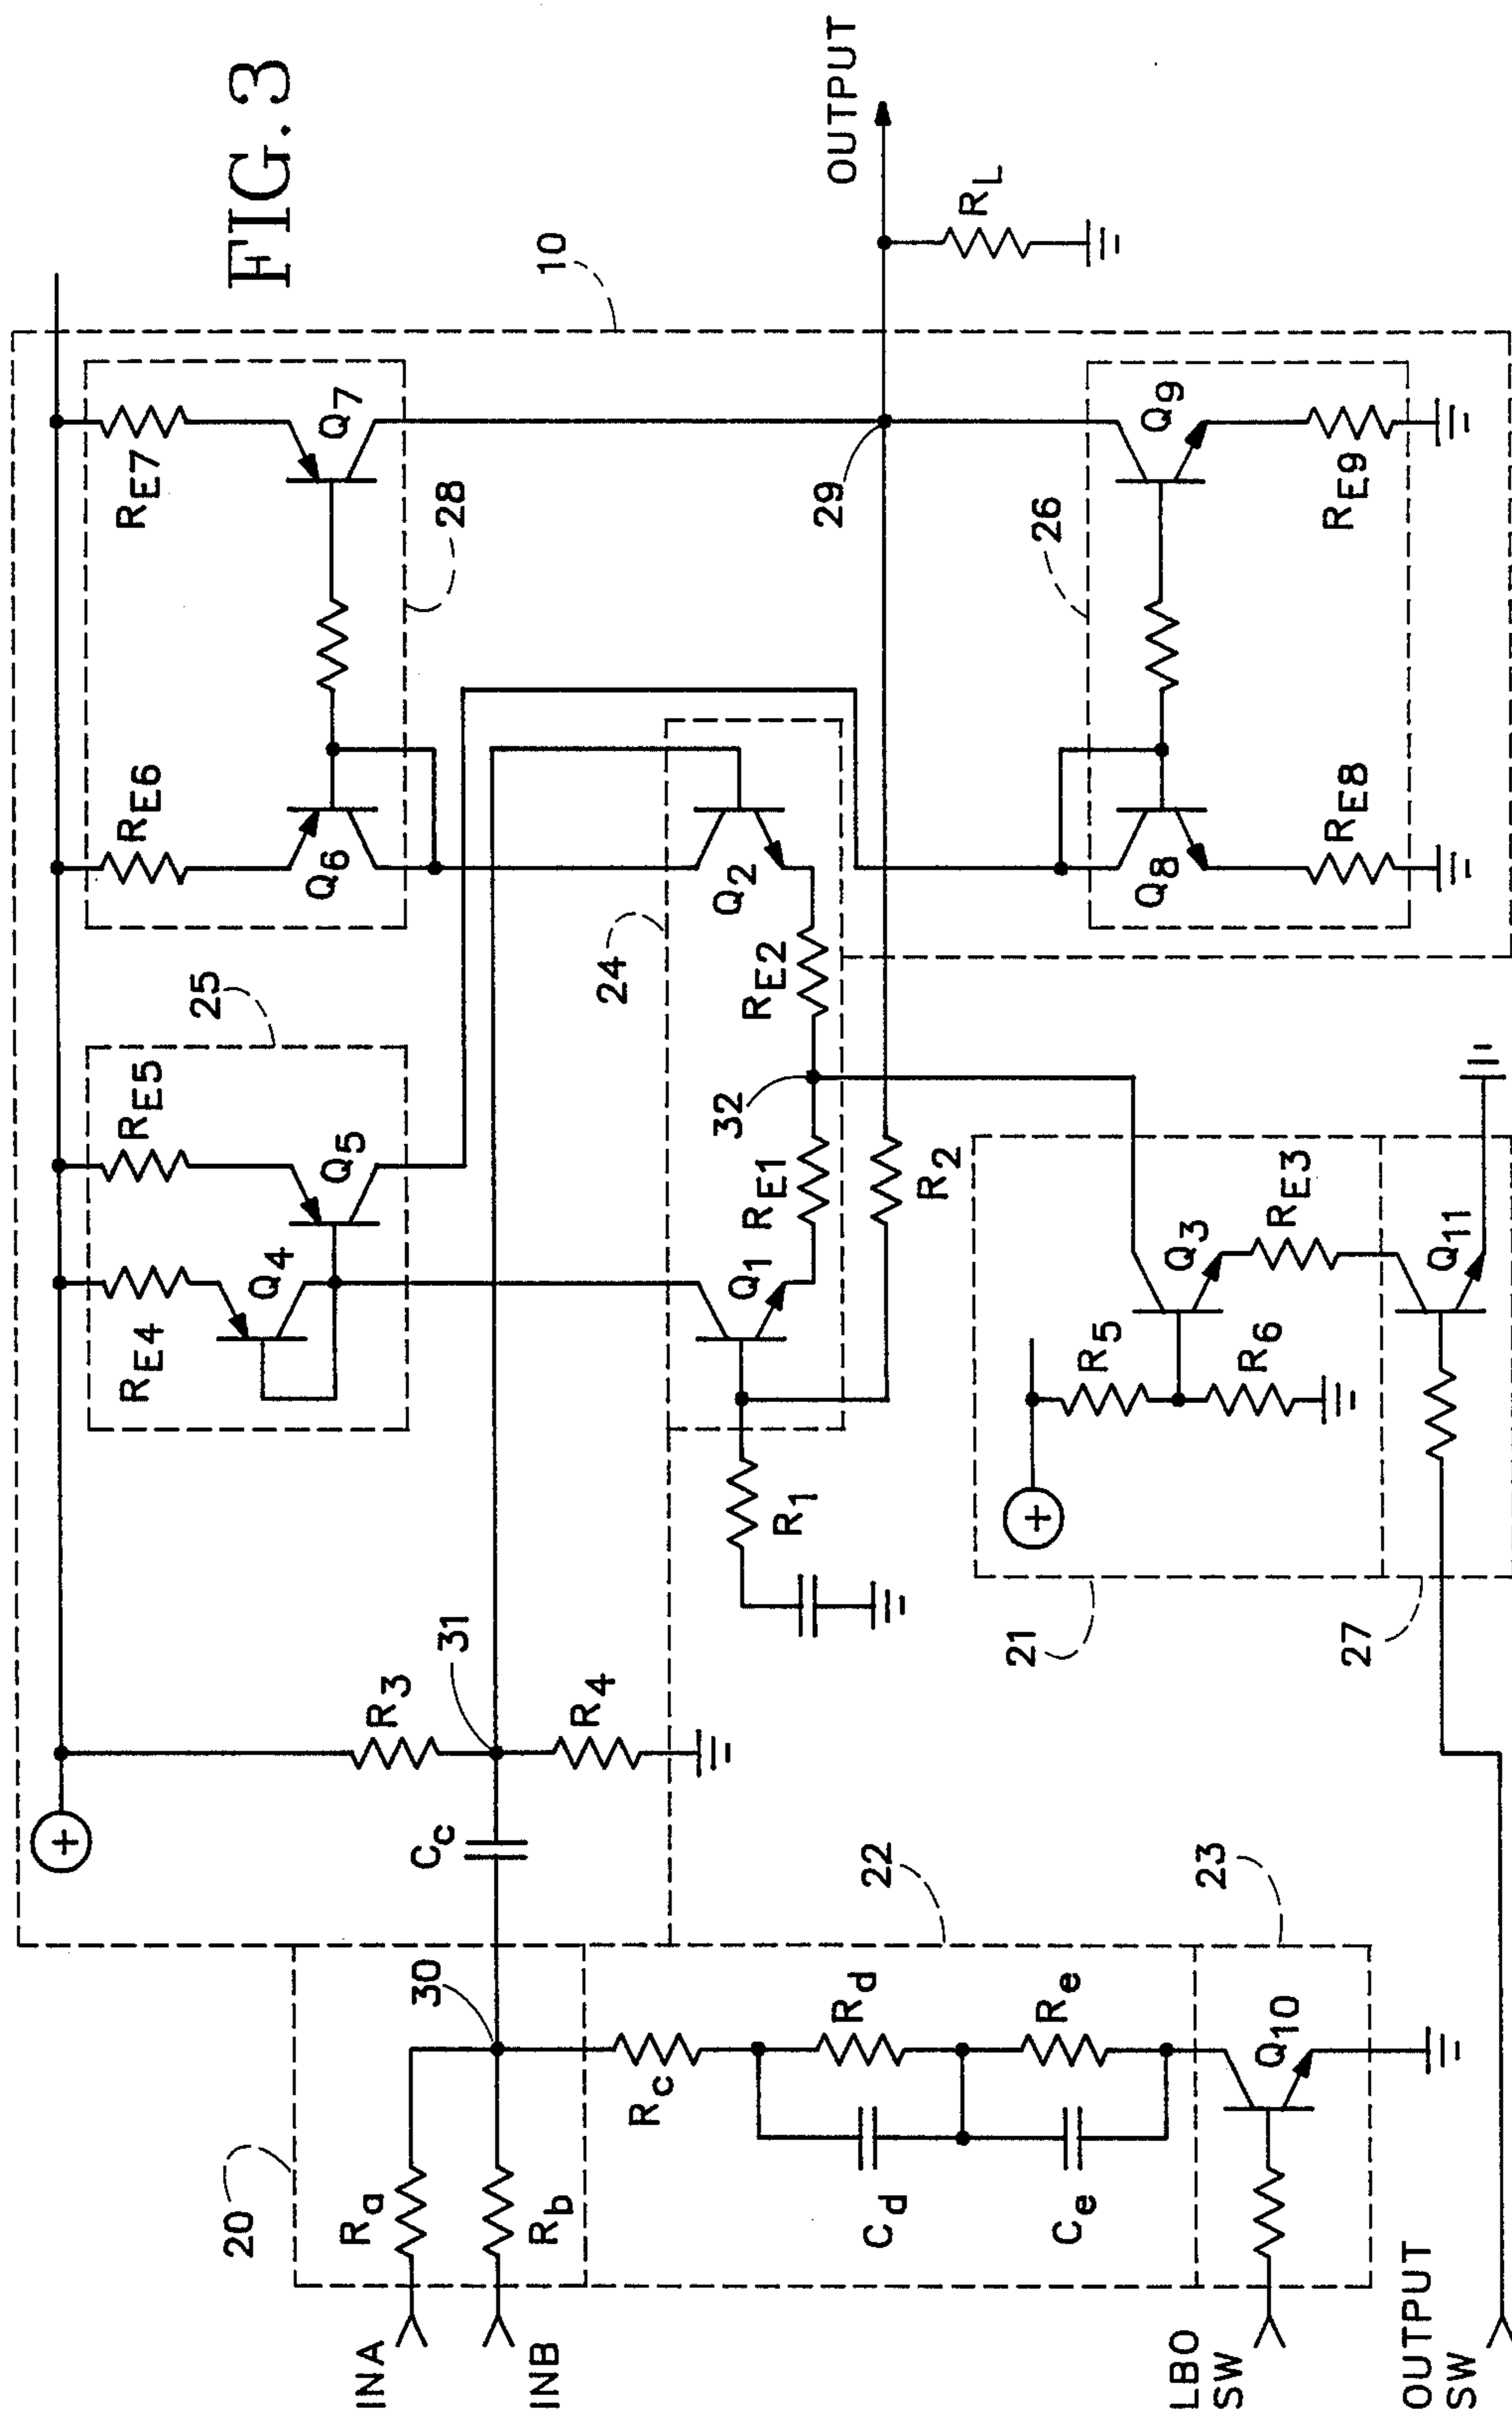 FIG. 3
10
RE7
Q7
28
RE6
Q6
25
RE5
Q5
RE4
Q4
OUTPUT
RL
29
26
Q9
RE9
Q8
RE8
24
Q2
RE2
32
RE1
Q1
R2
R1
31
R3
R4
Cc
30
20
Ra
Rb
INA
INB
22
Rc
Rd
Cd
Re
Ce
23
Q10
LBO
SW
21
R5
R6
Q3
RE3
27
Q11
OUTPUT
SW
+
+